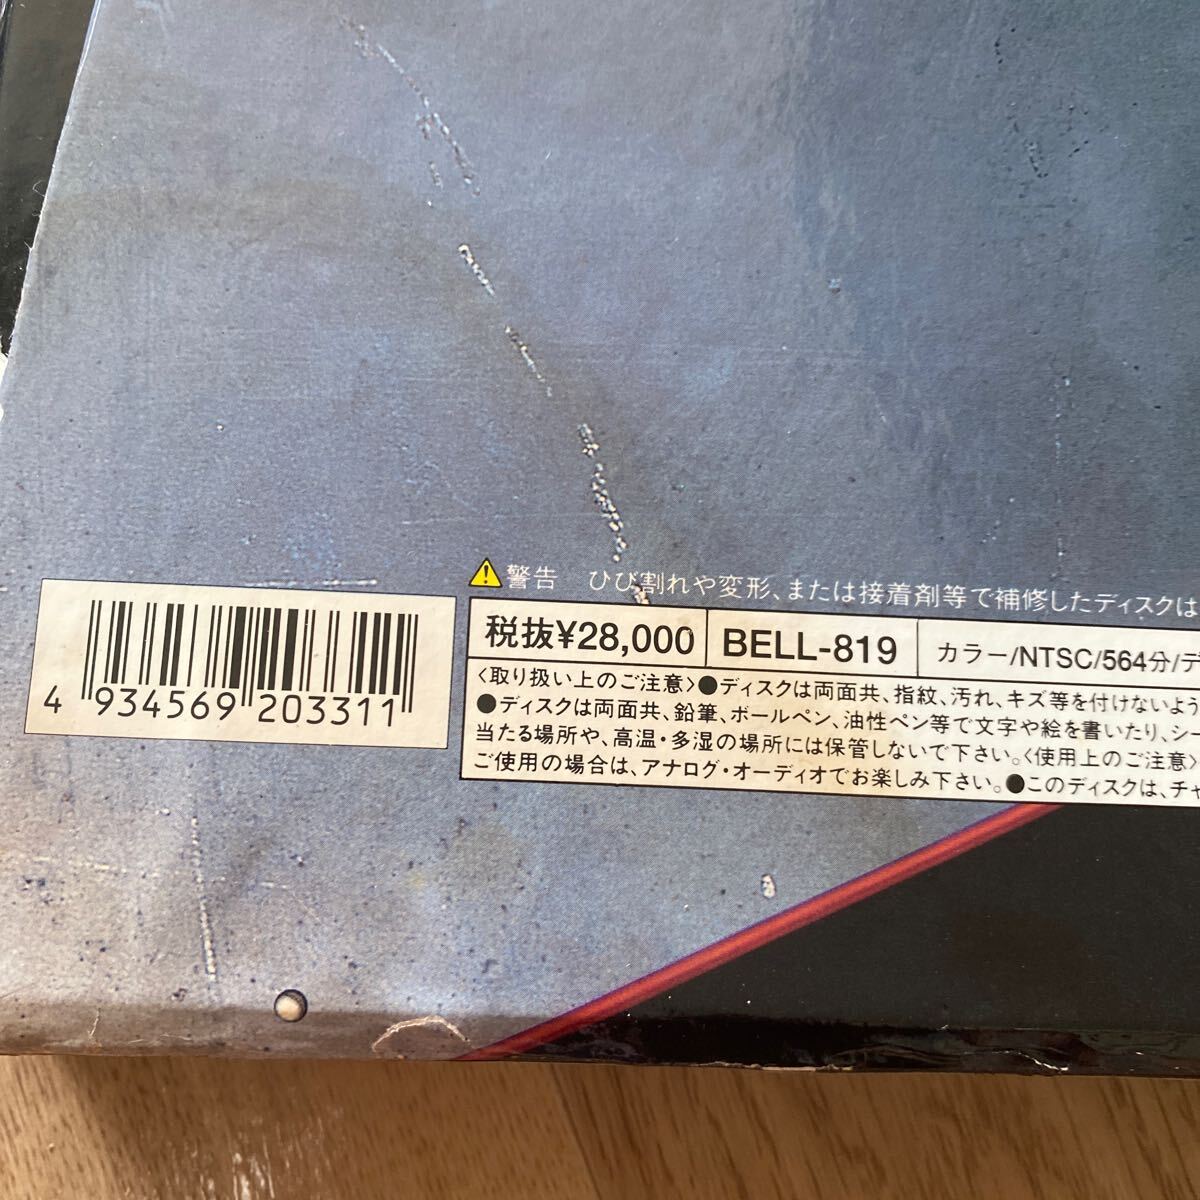 ⚠警告 ひび割れや変形、または接着剤等で補修したディスクは
税抜¥28,000 BELL-819 カラー/NTSC/564分/デ
〈取り扱い上のご注意〉●ディスクは両面共、指紋、汚れ、キズ等を付けないよう
●ディスクは両面共、鉛筆、ボールペン、油性ペン等で文字や絵を書いたり、シー
当たる場所や、高温・多湿の場所には保管しないで下さい。〈使用上のご注意〉
ご使用の場合は、アナログ・オーディオでお楽しみ下さい。●このディスクは、チャ
4 934569 203311